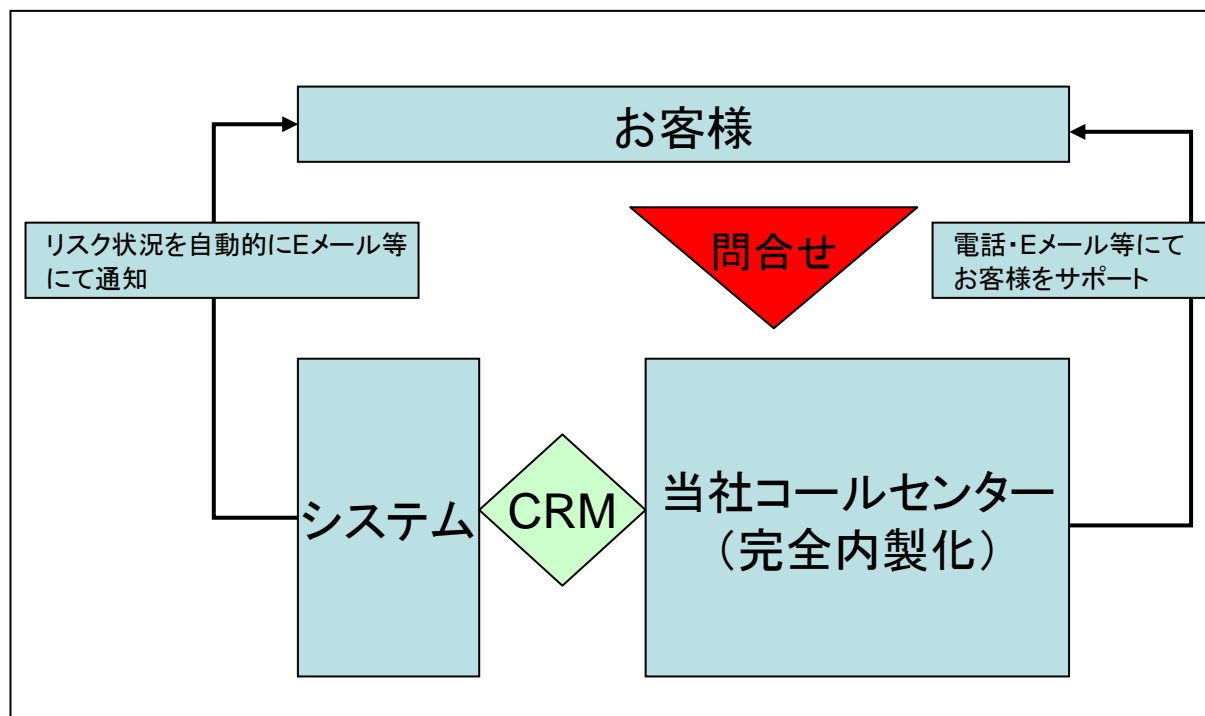 お客様
リスク状況を自動的にEメール等
にて通知
問合せ
電話・Eメール等にて
お客様をサポート
システム
CRM
当社コールセンター
（完全内製化）